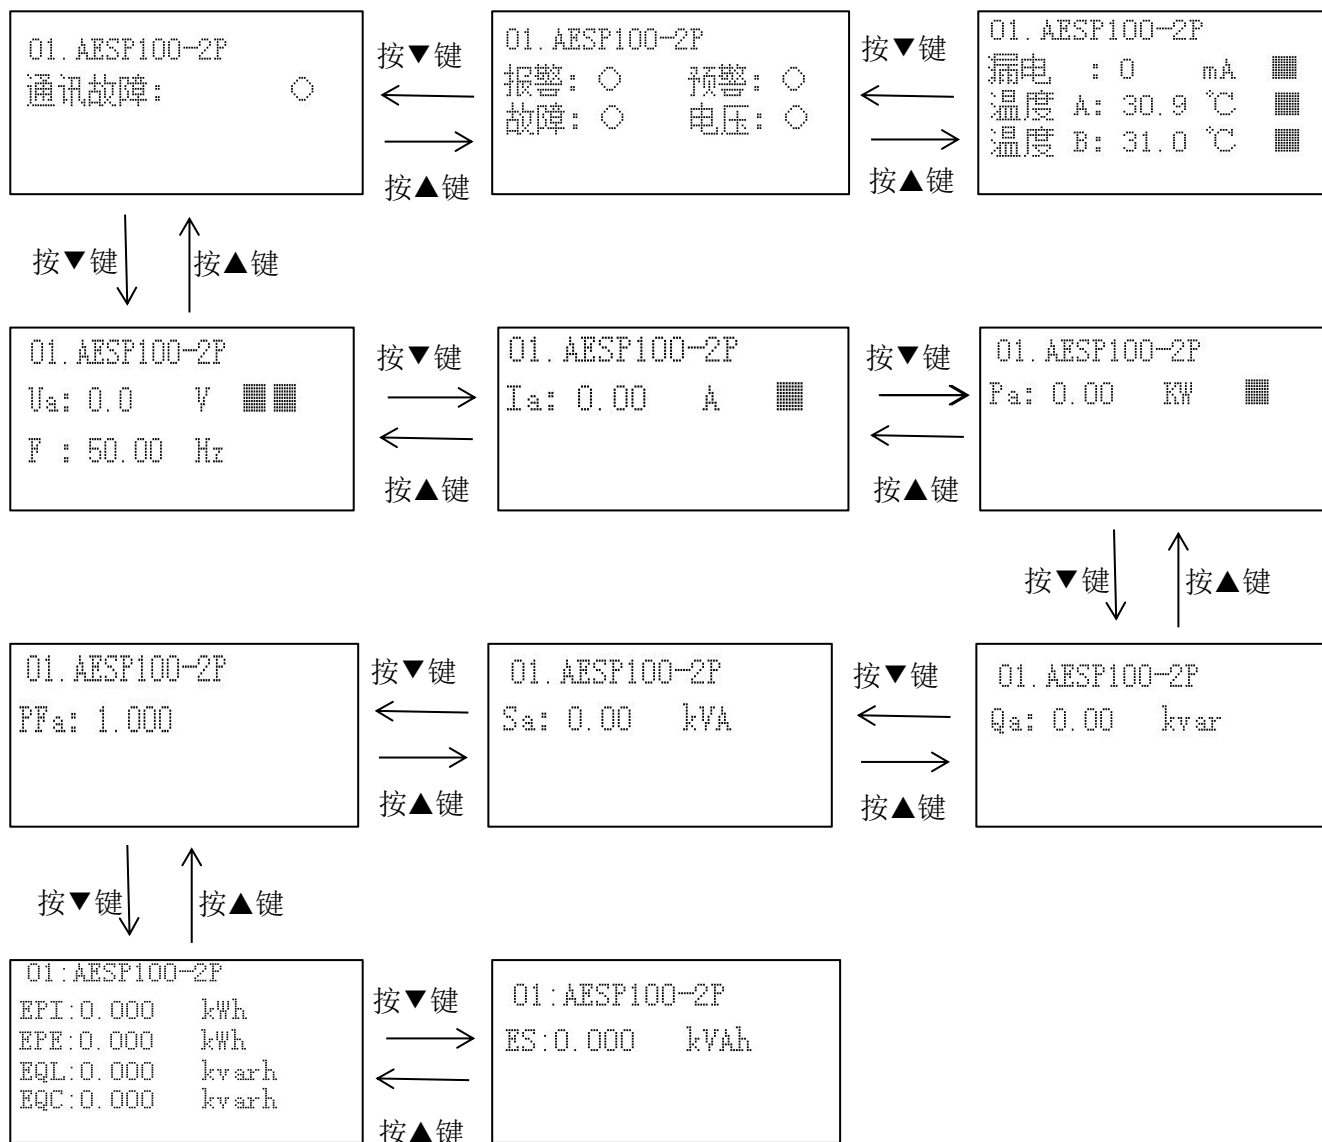 01.AESP100-2P
通讯故障: ○
按▼键
按▲键
01.AESP100-2P
报警: ○ 预警: ○
故障: ○ 电压: ○
按▼键
按▲键
01.AESP100-2P
漏电 : 0 mA
温度 A: 30.9 ℃
温度 B: 31.0 ℃
按▼键
按▲键
01.AESP100-2P
Ua: 0.0 V
F : 50.00 Hz
按▼键
按▲键
01.AESP100-2P
Ia: 0.00 A
按▼键
按▲键
01.AESP100-2P
Pa: 0.00 KW
按▼键
按▲键
01.AESP100-2P
PFa: 1.000
按▼键
按▲键
01.AESP100-2P
Sa: 0.00 kVA
按▼键
按▲键
01.AESP100-2P
Qa: 0.00 kvar
按▼键
按▲键
01:AESP100-2P
EPI:0.000 kWh
EPE:0.000 kWh
EQL:0.000 kvarh
EQC:0.000 kvarh
按▼键
按▲键
01:AESP100-2P
ES:0.000 kVAh